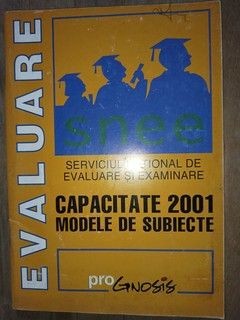 EVALUARE
snee
SERVICIUL NAȚIONAL DE
EVALUARE ȘI EXAMINARE
CAPACITATE 2001
MODELE DE SUBIECTE
pro GNOSIS